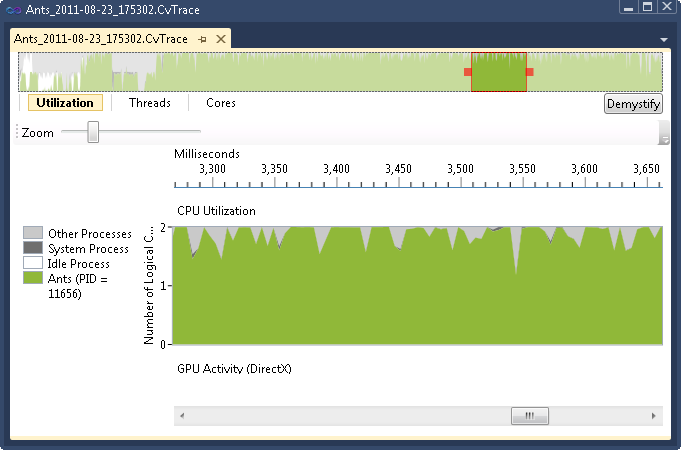 Ants_2011-08-23_175302.CvTrace
Ants_2011-08-23_175302.CvTrace
Utilization Threads Cores Demystify
Zoom
Milliseconds
3,300 3,350 3,400 3,450 3,500 3,550 3,600 3,650
CPU Utilization
Other Processes
System Process
Idle Process
Ants (PID =
11656)
Number of Logical C...
2
1
0
GPU Activity (DirectX)